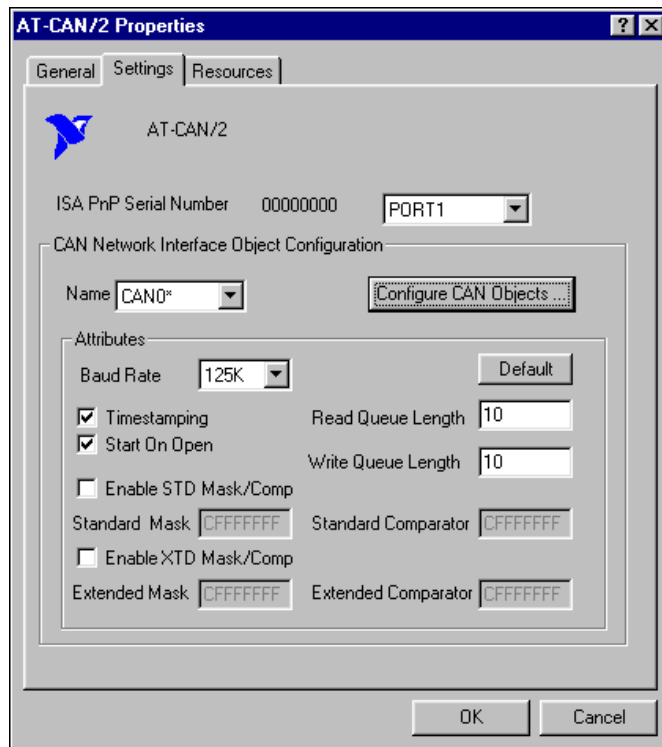 AT-CAN/2 Properties
General Settings Resources
AT-CAN/2
ISA PnP Serial Number 00000000 PORT1
CAN Network Interface Object Configuration
Name CAN0* Configure CAN Objects ...
Attributes
Baud Rate 125K Default
Timestamping Read Queue Length 10
Start On Open
Write Queue Length 10
Enable STD Mask/Comp
Standard Mask CFFFFFFF Standard Comparator CFFFFFFF
Enable XTD Mask/Comp
Extended Mask CFFFFFFF Extended Comparator CFFFFFFF
OK Cancel